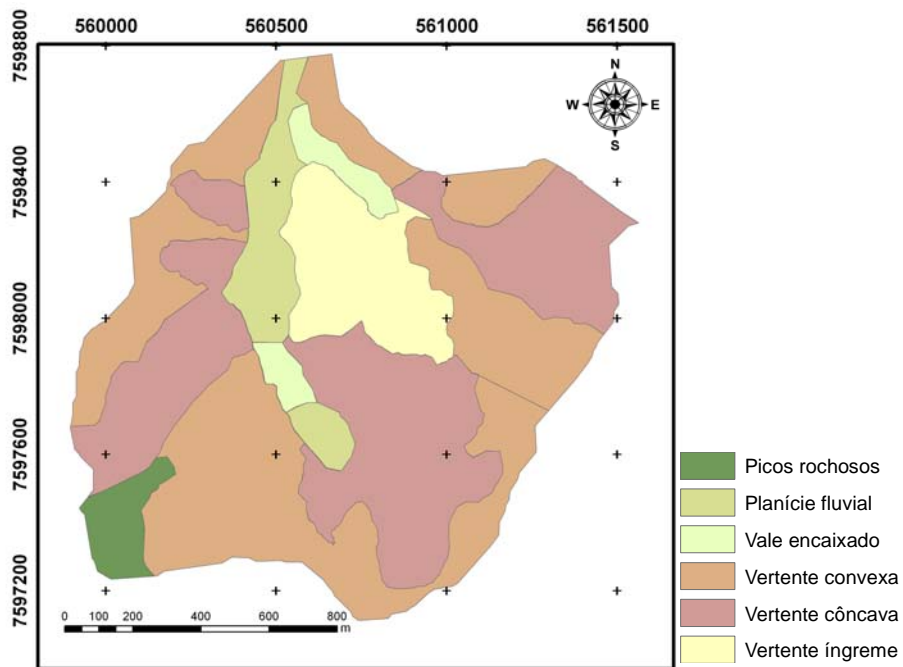 560000 560500 561000 561500
7598800
7598400
7598000
7597600
7597200
N
W E
S
0 100 200 400 600 800
m
Picos rochosos
Planície fluvial
Vale encaixado
Vertente convexa
Vertente côncava
Vertente íngreme